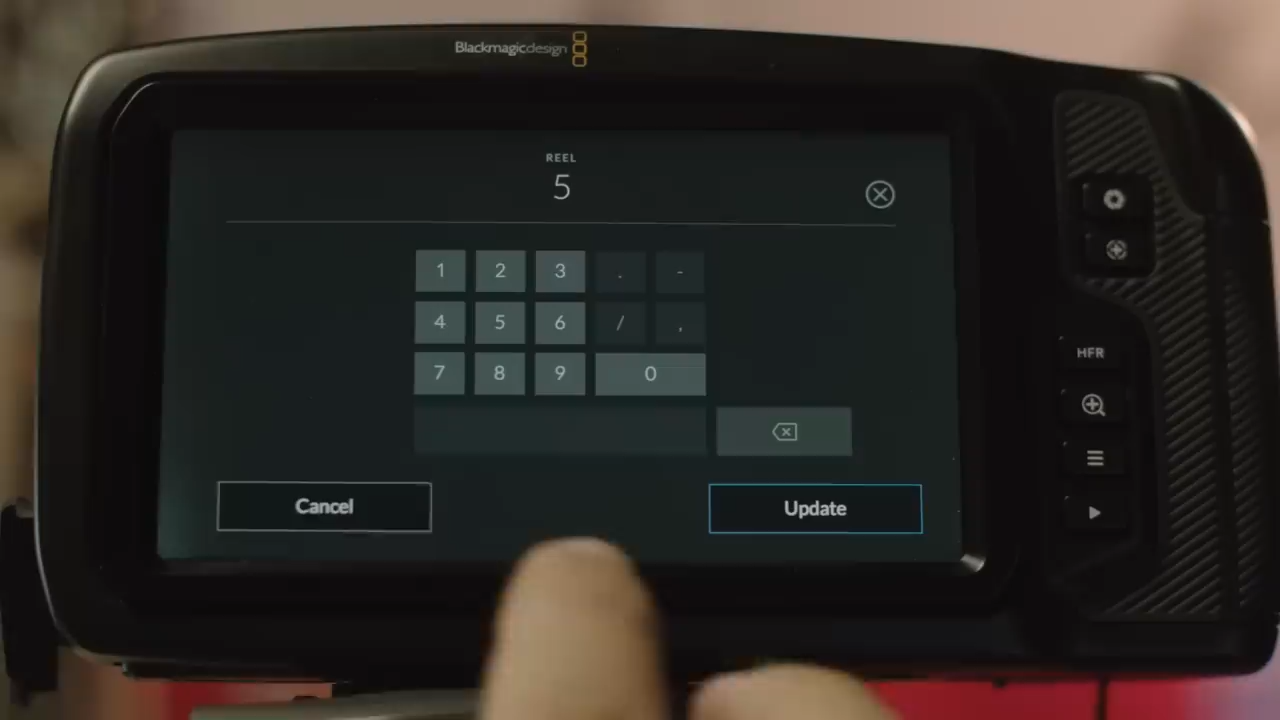 Blackmagicdesign
REEL
5
1 2 3 . -
4 5 6 / ,
7 8 9 0
Cancel
Update
HFR